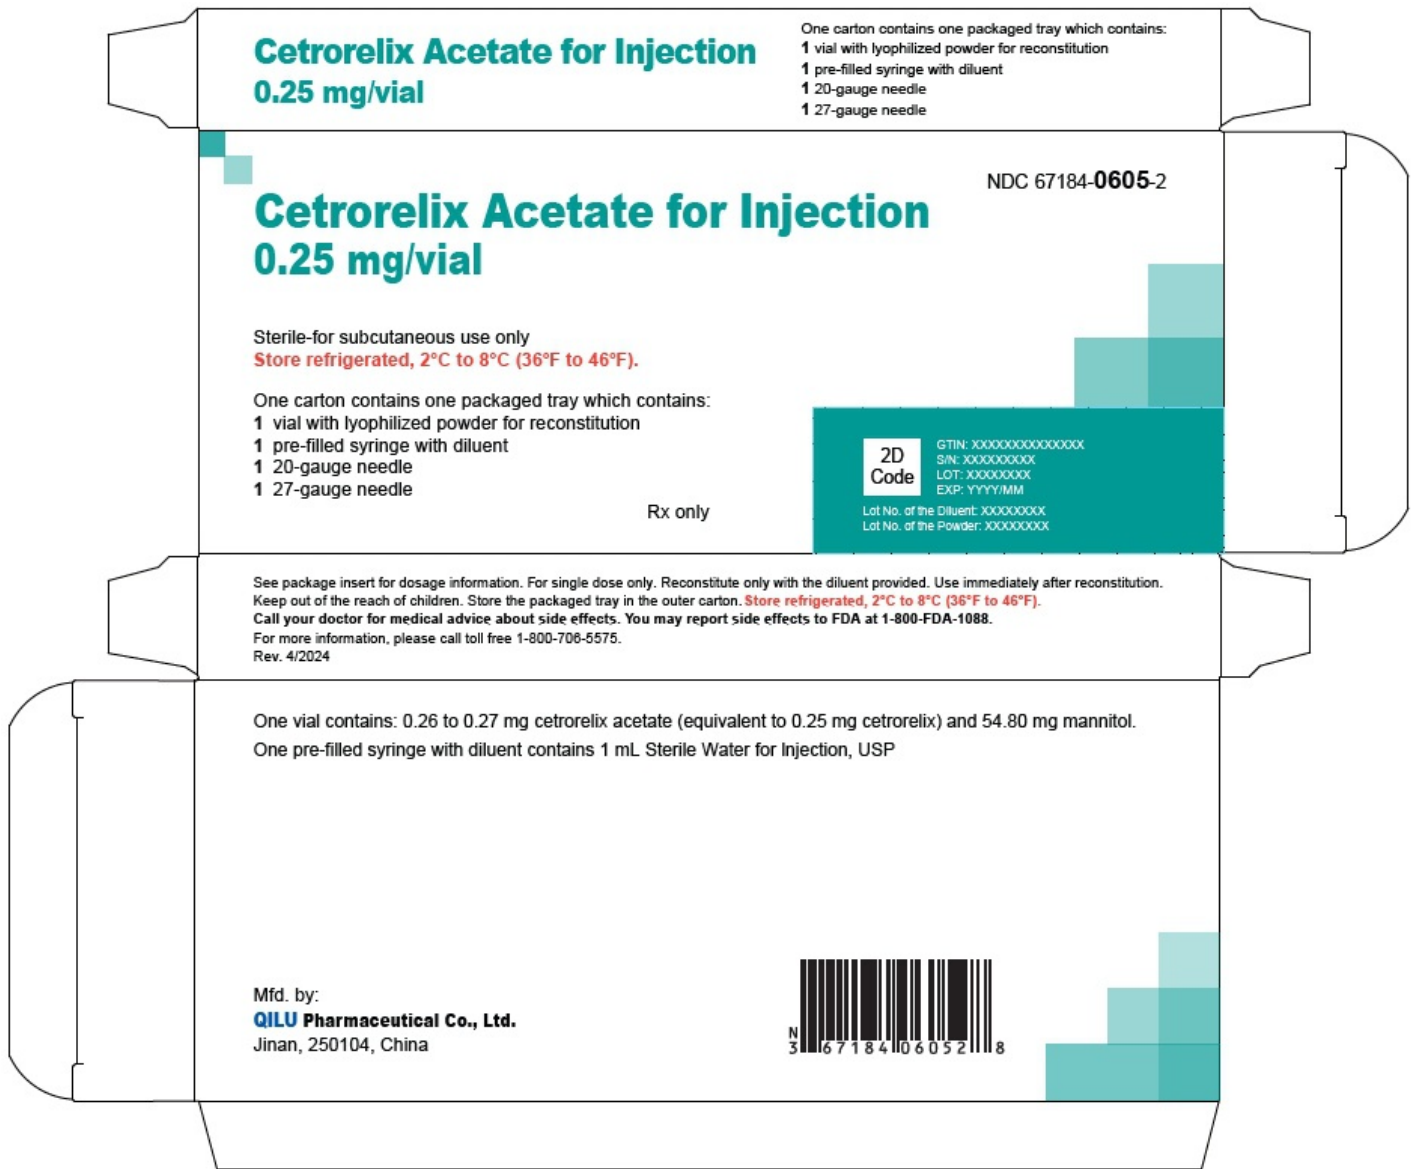 Cetrorelix Acetate for Injection
0.25 mg/vial
One carton contains one packaged tray which contains:
1 vial with lyophilized powder for reconstitution
1 pre-filled syringe with diluent
1 20-gauge needle
1 27-gauge needle
NDC 67184-0605-2
Cetrorelix Acetate for Injection
0.25 mg/vial
Sterile-for subcutaneous use only
Store refrigerated, 2°C to 8°C (36°F to 46°F).
One carton contains one packaged tray which contains:
1 vial with lyophilized powder for reconstitution
1 pre-filled syringe with diluent
1 20-gauge needle
1 27-gauge needle
Rx only
2D
Code
GTIN: XXXXXXXXXXXXXX
S/N: XXXXXXXXX
LOT: XXXXXXXX
EXP: YYYY/MM
Lot No. of the Diluent: XXXXXXXX
Lot No. of the Powder: XXXXXXXX
See package insert for dosage information. For single dose only. Reconstitute only with the diluent provided. Use immediately after reconstitution.
Keep out of the reach of children. Store the packaged tray in the outer carton. Store refrigerated, 2°C to 8°C (36°F to 46°F).
Call your doctor for medical advice about side effects. You may report side effects to FDA at 1-800-FDA-1088.
For more information, please call toll free 1-800-706-5575.
Rev. 4/2024
One vial contains: 0.26 to 0.27 mg cetrorelix acetate (equivalent to 0.25 mg cetrorelix) and 54.80 mg mannitol.
One pre-filled syringe with diluent contains 1 mL Sterile Water for Injection, USP
Mfd. by:
QILU Pharmaceutical Co., Ltd.
Jinan, 250104, China
N
3 67184 06052 8